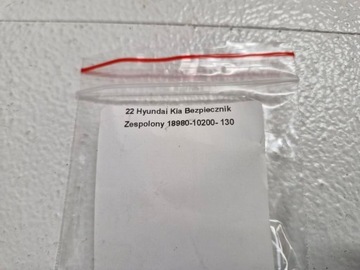 22 Hyundai Kia Bezpiecznik
Zespolony 18980-10200- 130